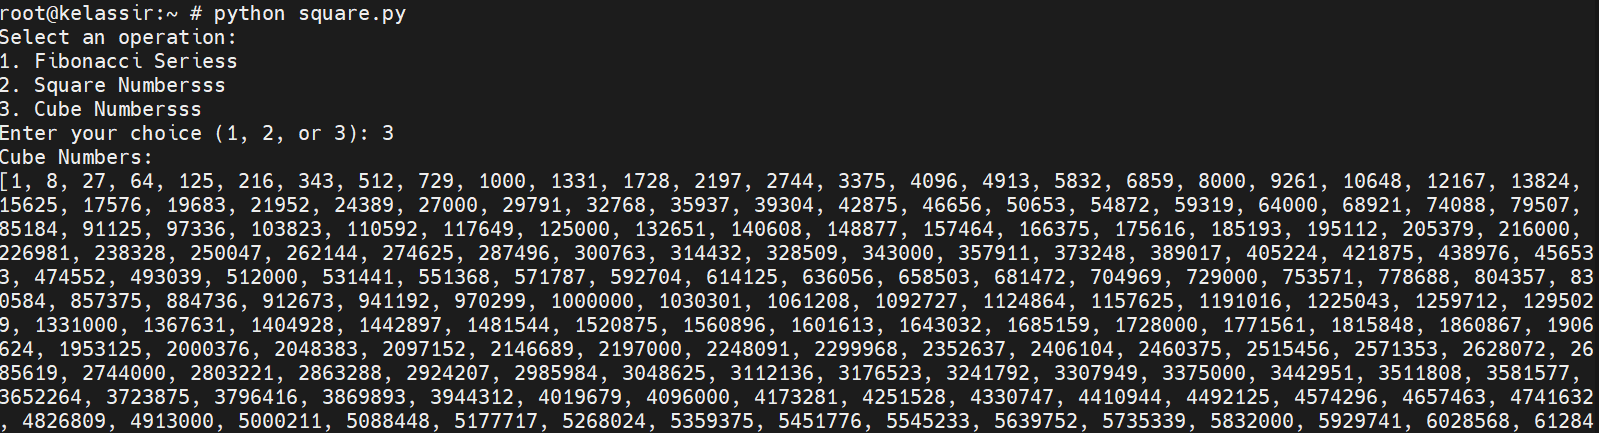 root@kelassir:~ # python square.py
Select an operation:
1. Fibonacci Seriess
2. Square Numbersss
3. Cube Numbersss
Enter your choice (1, 2, or 3): 3
Cube Numbers:
[1, 8, 27, 64, 125, 216, 343, 512, 729, 1000, 1331, 1728, 2197, 2744, 3375, 4096, 4913, 5832, 6859, 8000, 9261, 10648, 12167, 13824,
15625, 17576, 19683, 21952, 24389, 27000, 29791, 32768, 35937, 39304, 42875, 46656, 50653, 54872, 59319, 64000, 68921, 74088, 79507,
85184, 91125, 97336, 103823, 110592, 117649, 125000, 132651, 140608, 148877, 157464, 166375, 175616, 185193, 195112, 205379, 216000,
226981, 238328, 250047, 262144, 274625, 287496, 300763, 314432, 328509, 343000, 357911, 373248, 389017, 405224, 421875, 438976, 45653
3, 474552, 493039, 512000, 531441, 551368, 571787, 592704, 614125, 636056, 658503, 681472, 704969, 729000, 753571, 778688, 804357, 83
0584, 857375, 884736, 912673, 941192, 970299, 1000000, 1030301, 1061208, 1092727, 1124864, 1157625, 1191016, 1225043, 1259712, 129502
9, 1331000, 1367631, 1404928, 1442897, 1481544, 1520875, 1560896, 1601613, 1643032, 1685159, 1728000, 1771561, 1815848, 1860867, 1906
624, 1953125, 2000376, 2048383, 2097152, 2146689, 2197000, 2248091, 2299968, 2352637, 2406104, 2460375, 2515456, 2571353, 2628072, 26
85619, 2744000, 2803221, 2863288, 2924207, 2985984, 3048625, 3112136, 3176523, 3241792, 3307949, 3375000, 3442951, 3511808, 3581577,
3652264, 3723875, 3796416, 3869893, 3944312, 4019679, 4096000, 4173281, 4251528, 4330747, 4410944, 4492125, 4574296, 4657463, 4741632
, 4826809, 4913000, 5000211, 5088448, 5177717, 5268024, 5359375, 5451776, 5545233, 5639752, 5735339, 5832000, 5929741, 6028568, 61284